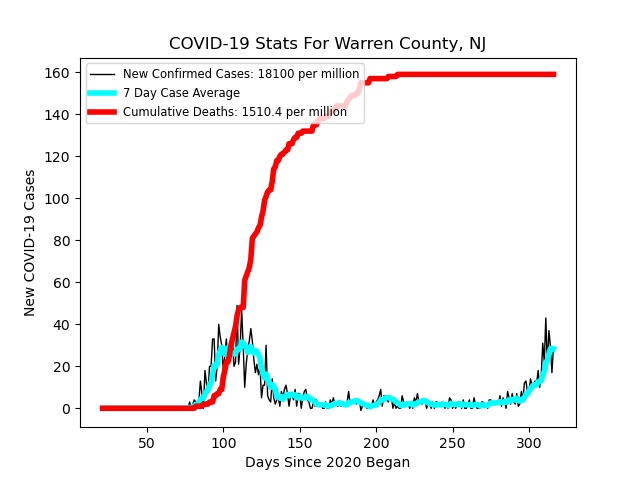 COVID-19 Stats For Warren County, NJ
New Confirmed Cases: 18100 per million
7 Day Case Average
Cumulative Deaths: 1510.4 per million
New COVID-19 Cases
160
140
120
100
80
60
40
20
0
50 100 150 200 250 300
Days Since 2020 Began